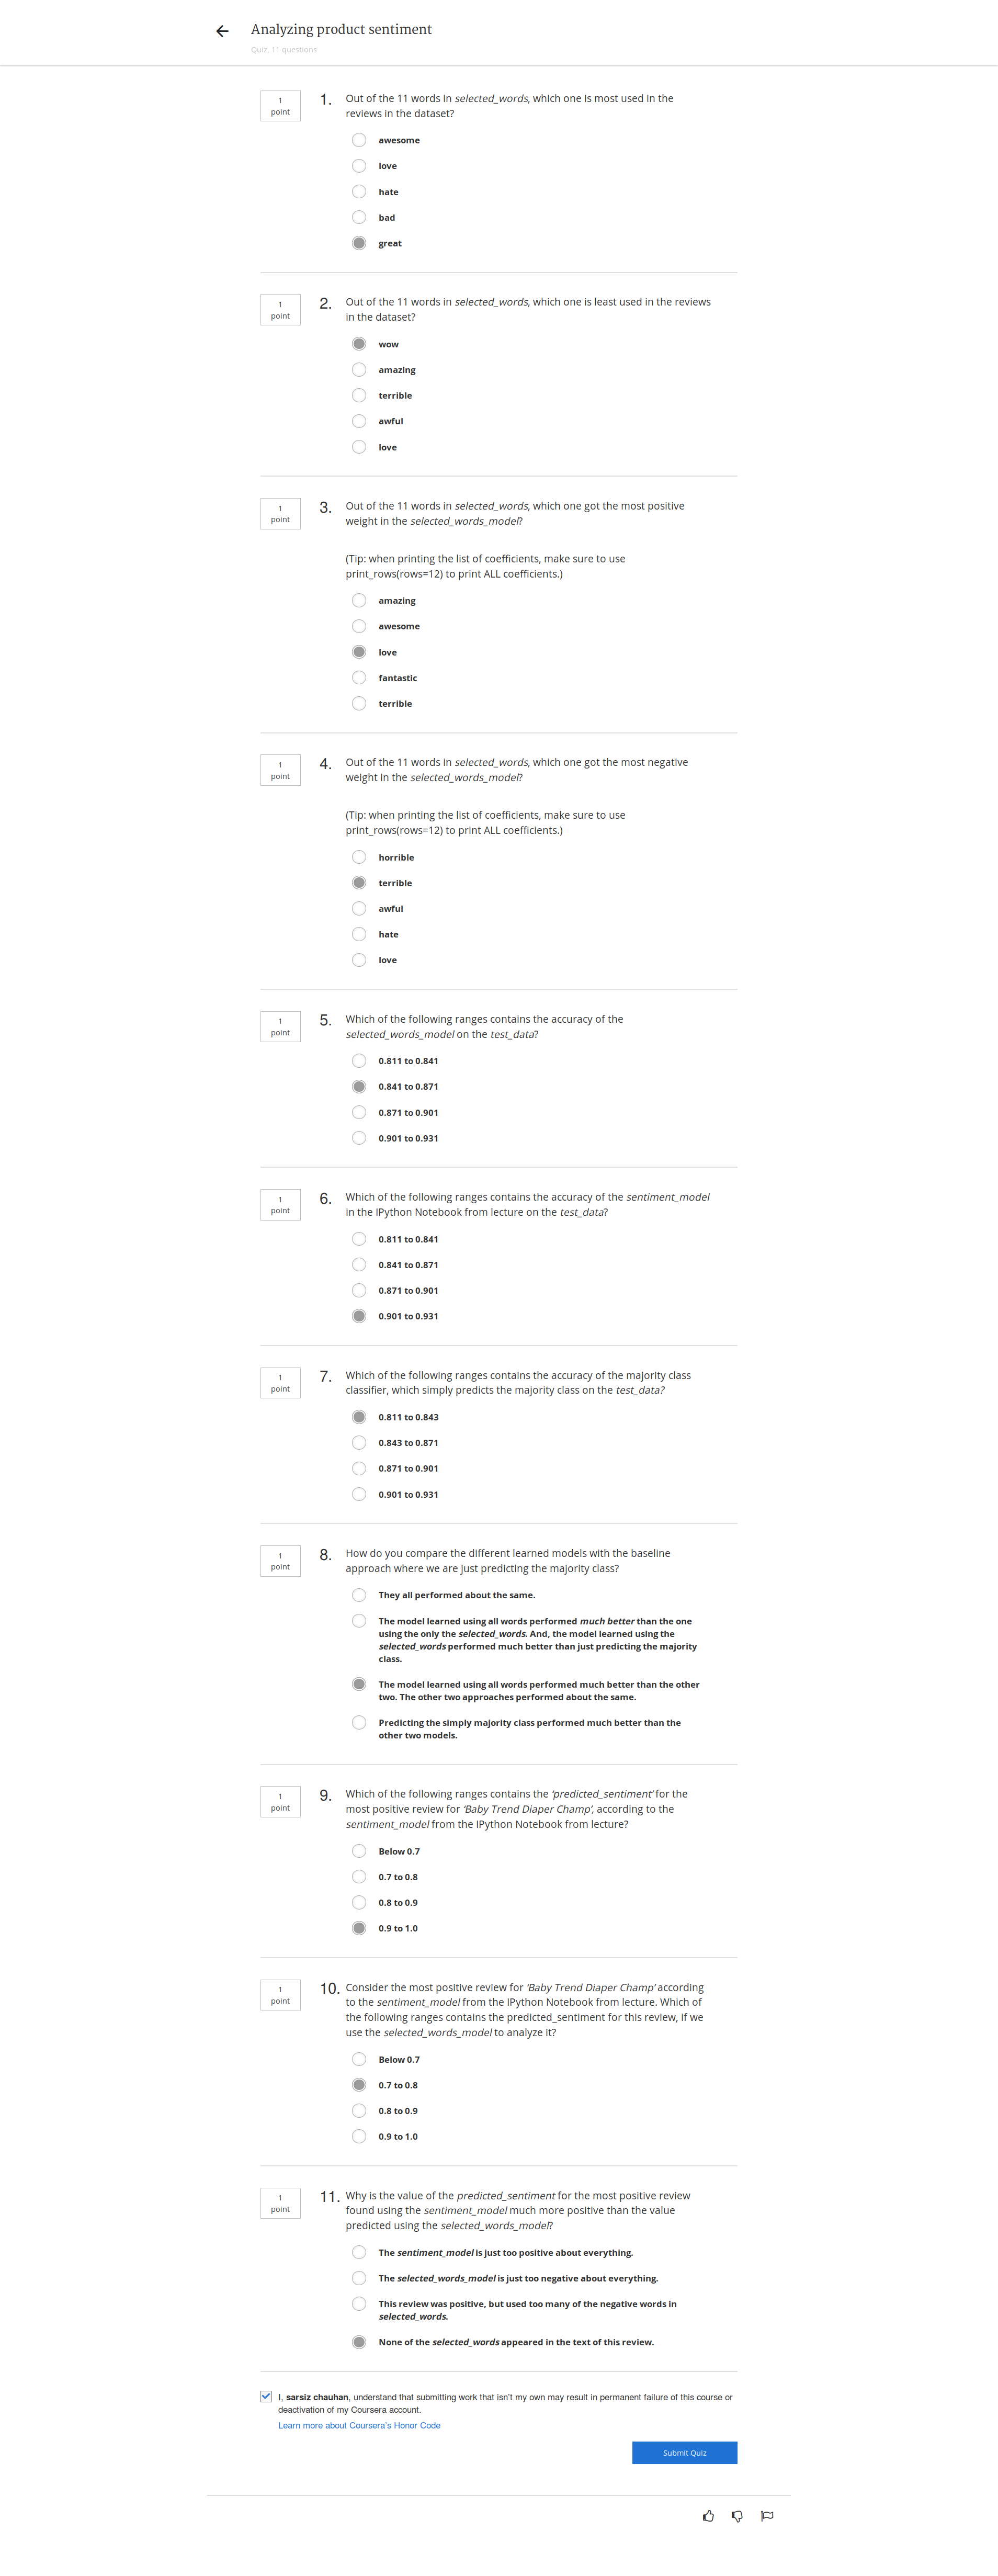 Analyzing product sentiment
Quiz, 11 questions
1
point
1.
Out of the 11 words in selected_words, which one is most used in the
reviews in the dataset?
awesome
love
hate
bad
great
1
point
2.
Out of the 11 words in selected_words, which one is least used in the reviews
in the dataset?
wow
amazing
terrible
awful
love
1
point
3.
Out of the 11 words in selected_words, which one got the most positive
weight in the selected_words_model?
(Tip: when printing the list of coefficients, make sure to use
print_rows(rows=12) to print ALL coefficients.)
amazing
awesome
love
fantastic
terrible
1
point
4.
Out of the 11 words in selected_words, which one got the most negative
weight in the selected_words_model?
(Tip: when printing the list of coefficients, make sure to use
print_rows(rows=12) to print ALL coefficients.)
horrible
terrible
awful
hate
love
1
point
5.
Which of the following ranges contains the accuracy of the
selected_words_model on the test_data?
0.811 to 0.841
0.841 to 0.871
0.871 to 0.901
0.901 to 0.931
1
point
6.
Which of the following ranges contains the accuracy of the sentiment_model
in the IPython Notebook from lecture on the test_data?
0.811 to 0.841
0.841 to 0.871
0.871 to 0.901
0.901 to 0.931
1
point
7.
Which of the following ranges contains the accuracy of the majority class
classifier, which simply predicts the majority class on the test_data?
0.811 to 0.843
0.843 to 0.871
0.871 to 0.901
0.901 to 0.931
1
point
8.
How do you compare the different learned models with the baseline
approach where we are just predicting the majority class?
They all performed about the same.
The model learned using all words performed much better than the one
using the only the selected_words. And, the model learned using the
selected_words performed much better than just predicting the majority
class.
The model learned using all words performed much better than the other
two. The other two approaches performed about the same.
Predicting the simply majority class performed much better than the
other two models.
1
point
9.
Which of the following ranges contains the ‘predicted_sentiment’ for the
most positive review for ‘Baby Trend Diaper Champ’, according to the
sentiment_model from the IPython Notebook from lecture?
Below 0.7
0.7 to 0.8
0.8 to 0.9
0.9 to 1.0
1
point
10.
Consider the most positive review for ‘Baby Trend Diaper Champ’ according
to the sentiment_model from the IPython Notebook from lecture. Which of
the following ranges contains the predicted_sentiment for this review, if we
use the selected_words_model to analyze it?
Below 0.7
0.7 to 0.8
0.8 to 0.9
0.9 to 1.0
1
point
11.
Why is the value of the predicted_sentiment for the most positive review
found using the sentiment_model much more positive than the value
predicted using the selected_words_model?
The sentiment_model is just too positive about everything.
The selected_words_model is just too negative about everything.
This review was positive, but used too many of the negative words in
selected_words.
None of the selected_words appeared in the text of this review.
I, sarsiz chauhan, understand that submitting work that isn't my own may result in permanent failure of this course or
deactivation of my Coursera account.
Learn more about Coursera's Honor Code
Submit Quiz